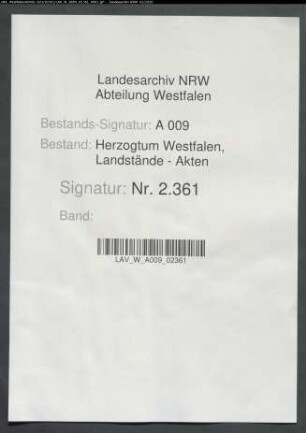 Landesarchiv NRW
Abteilung Westfalen
Bestands-Signatur: A 009
Bestand: Herzogtum Westfalen,
Landstände - Akten
Signatur: Nr. 2.361
Band:
LAV_W_A009_02361